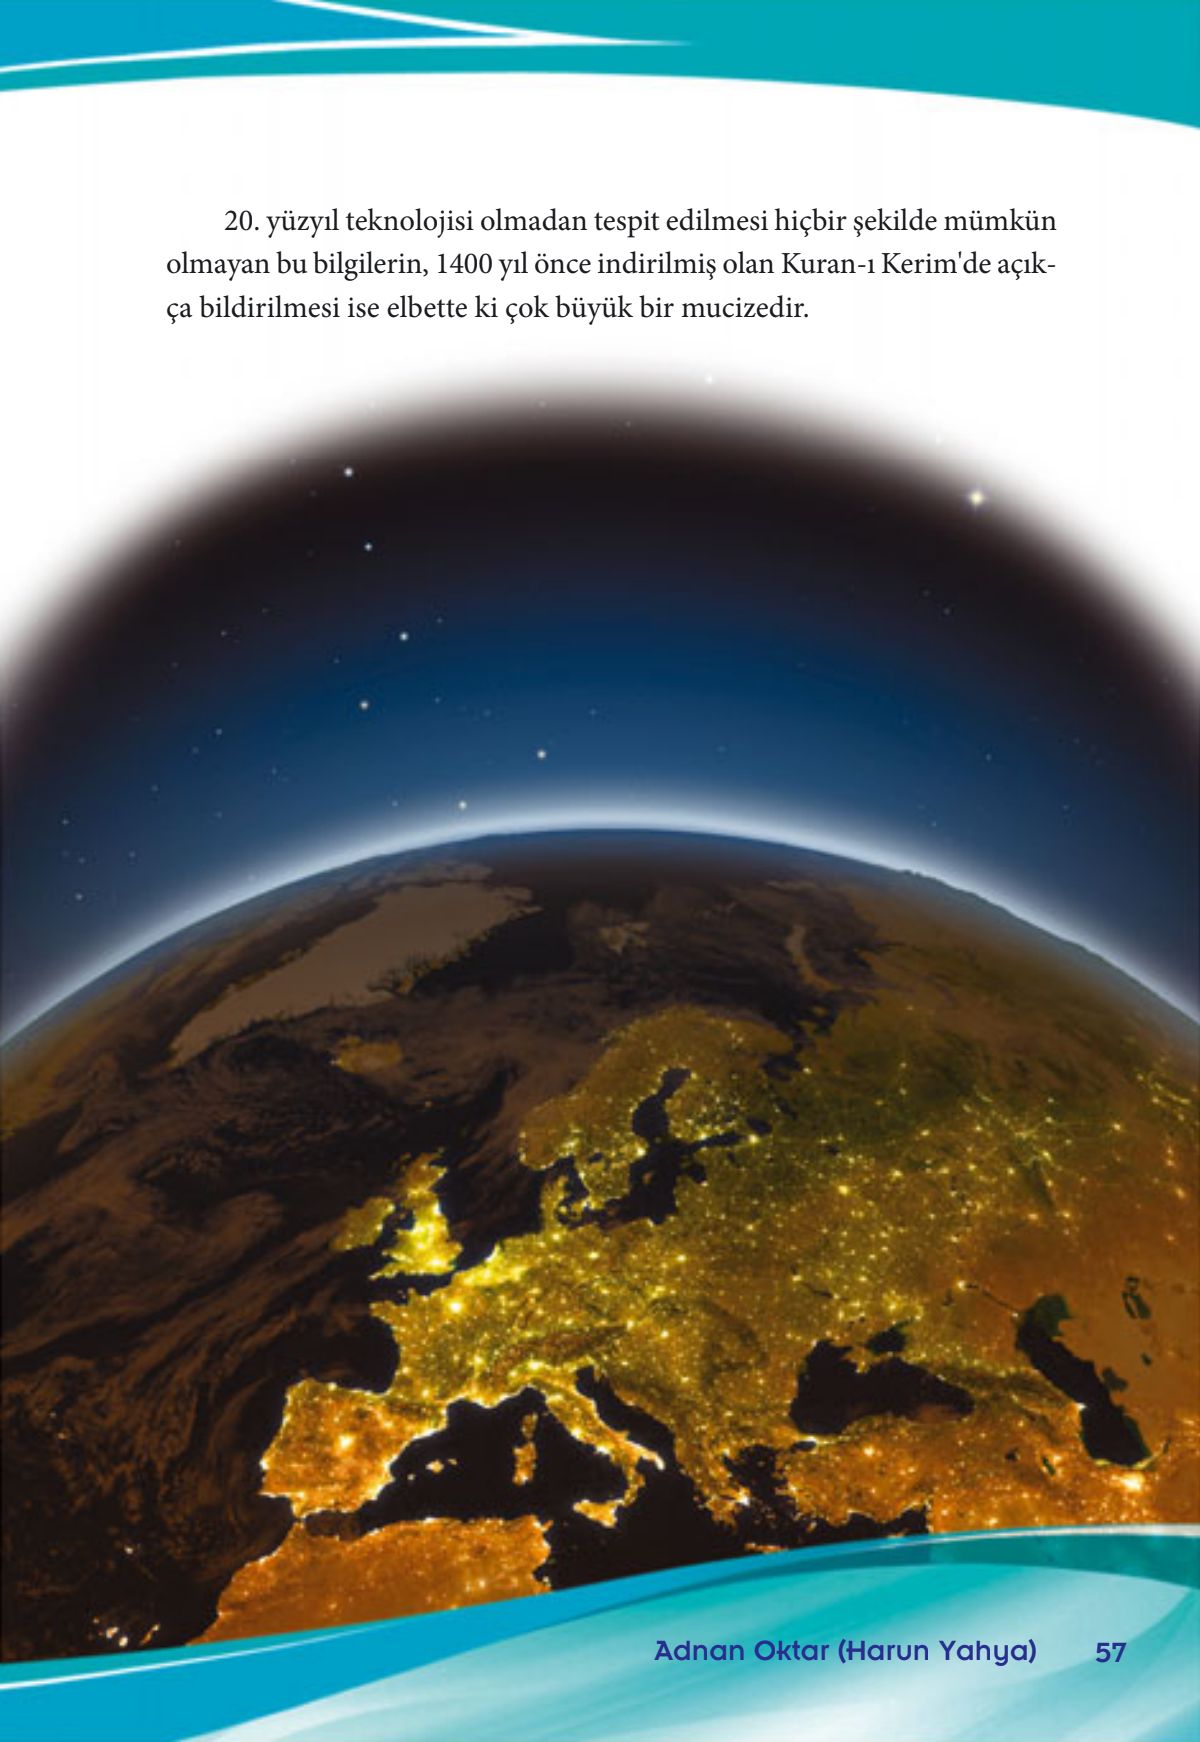 20. yüzyıl teknolojisi olmadan tespit edilmesi hiçbir şekilde mümkün
olmayan bu bilgilerin, 1400 yıl önce indirilmiş olan Kuran-ı Kerim'de açık-
ça bildirilmesi ise elbette ki çok büyük bir mucizedir.
Adnan Oktar (Harun Yahya) 57